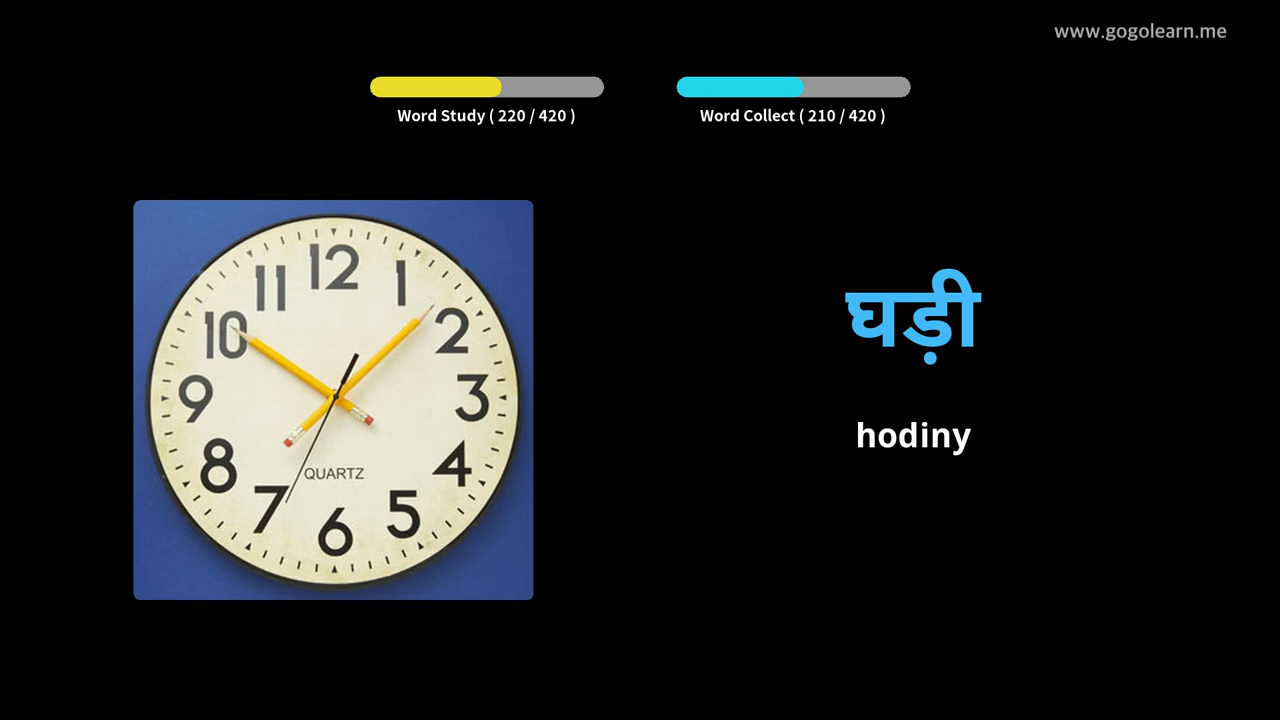 www.gogolearn.me
Word Study ( 220 / 420 )
Word Collect ( 210 / 420 )
12
11
1
10
2
9
3
8
4
QUARTZ
7
5
6
घड़ी
hodiny